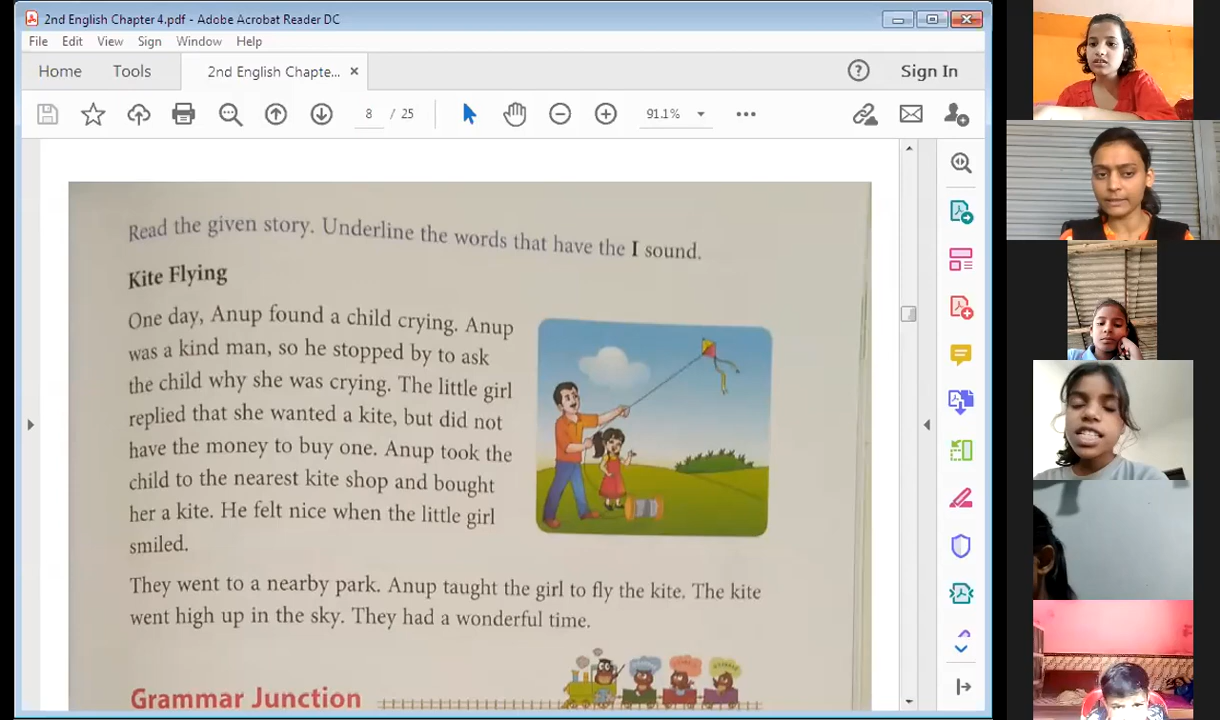 2nd English Chapter 4.pdf - Adobe Acrobat Reader DC
File Edit View Sign Window Help
Home Tools 2nd English Chapte... Sign In
8 / 25 91.1%
Read the given story. Underline the words that have the I sound.
Kite Flying
One day, Anup found a child crying. Anup
was a kind man, so he stopped by to ask
the child why she was crying. The little girl
replied that she wanted a kite, but did not
have the money to buy one. Anup took the
child to the nearest kite shop and bought
her a kite. He felt nice when the little girl
smiled.
They went to a nearby park. Anup taught the girl to fly the kite. The kite
went high up in the sky. They had a wonderful time.
Grammar Junction